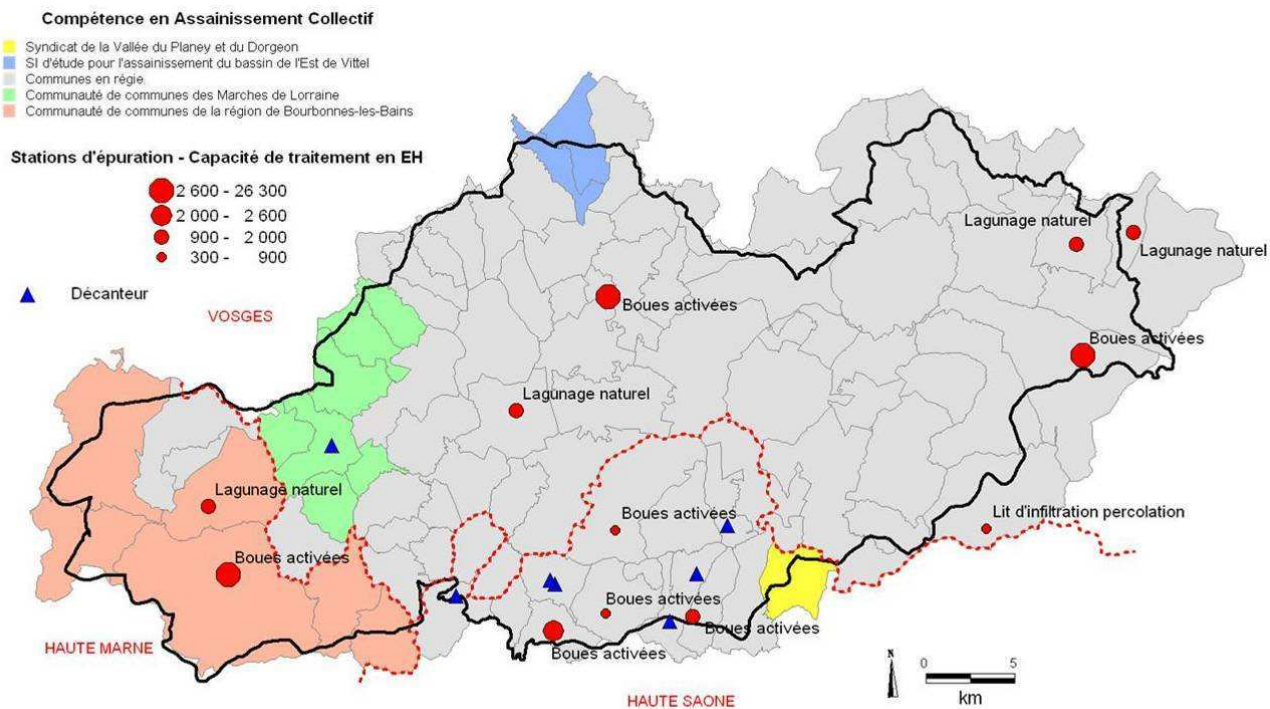 Compétence en Assainissement Collectif
Syndicat de la Vallée du Planey et du Dorgeon
SI d'étude pour l'assainissement du bassin de l'Est de Vittel
Communes en régie
Communauté de communes des Marches de Lorraine
Communauté de communes de la région de Bourbonnes-les-Bains
Stations d'épuration - Capacité de traitement en EH
2 600 - 26 300
2 000 - 2 600
900 - 2 000
300 - 900
Décanteur
VOSGES
Lagunage naturel
Lagunage naturel
Boues activées
Boues activées
Lagunage naturel
Lagunage naturel
Boues activées
Lit d'infiltration percolation
Boues activées
Boues activées
Boues activées
Boues activées
HAUTE MARNE
HAUTE SAONE
N
0 5
km